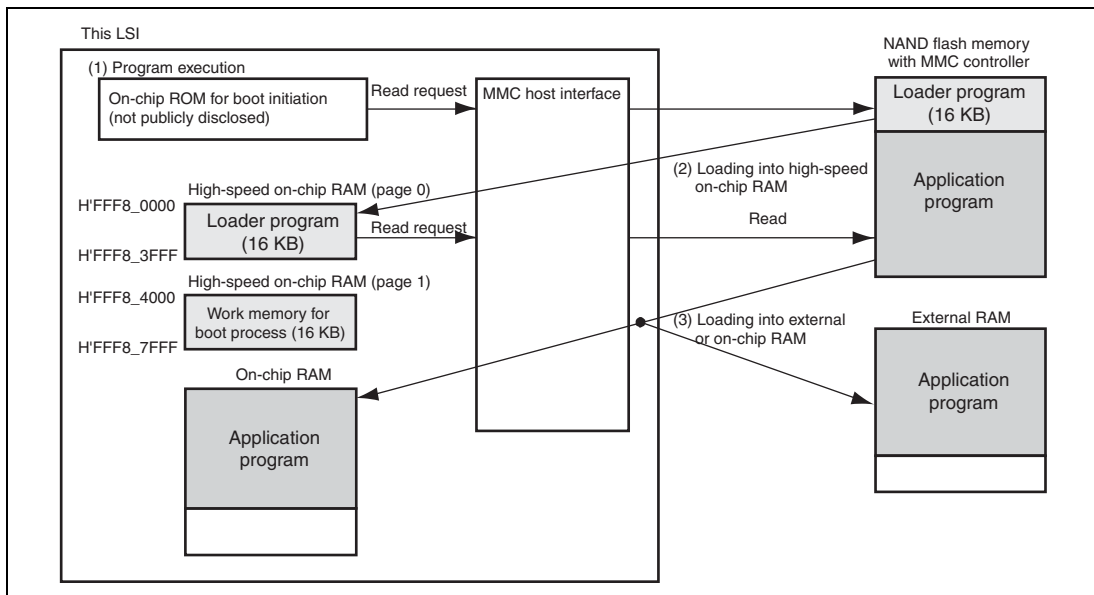 This LSI
(1) Program execution
On-chip ROM for boot initiation
(not publicly disclosed)
Read request
MMC host interface
NAND flash memory
with MMC controller
Loader program
(16 KB)
Application
program
(2) Loading into high-speed
on-chip RAM
High-speed on-chip RAM (page 0)
H'FFF8_0000
Loader program
(16 KB)
H'FFF8_3FFF
Read request
Read
High-speed on-chip RAM (page 1)
H'FFF8_4000
Work memory for
boot process (16 KB)
H'FFF8_7FFF
(3) Loading into external
or on-chip RAM
External RAM
Application
program
On-chip RAM
Application
program